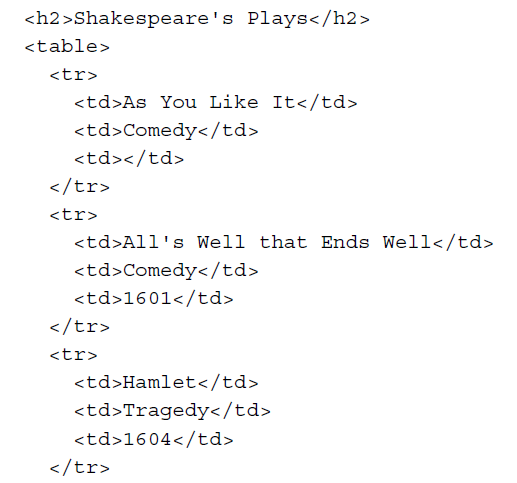 <h2>Shakespeare's Plays</h2>
<table>
  <tr>
    <td>As You Like It</td>
    <td>Comedy</td>
    <td></td>
  </tr>
  <tr>
    <td>All's Well that Ends Well</td>
    <td>Comedy</td>
    <td>1601</td>
  </tr>
  <tr>
    <td>Hamlet</td>
    <td>Tragedy</td>
    <td>1604</td>
  </tr>